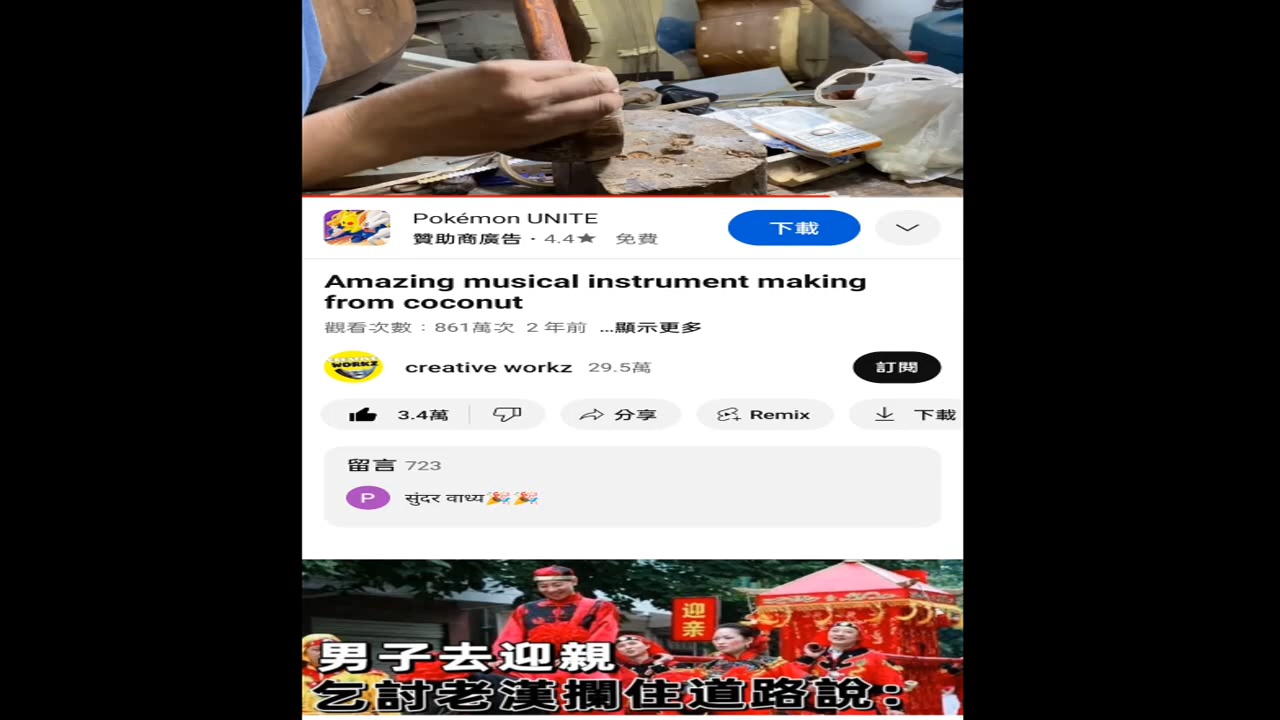 Pokémon UNITE
贊助商廣告・4.4★ 免費
下載
Amazing musical instrument making
from coconut
觀看次數：861萬次 2 年前 ...顯示更多
WORKZ
creative workz 29.5萬
訂閱
3.4萬
分享
Remix
下載
留言 723
P
सुंदर वाध्य🎉🎉
迎亲
男子去迎親
乞討老漢攔住道路說：